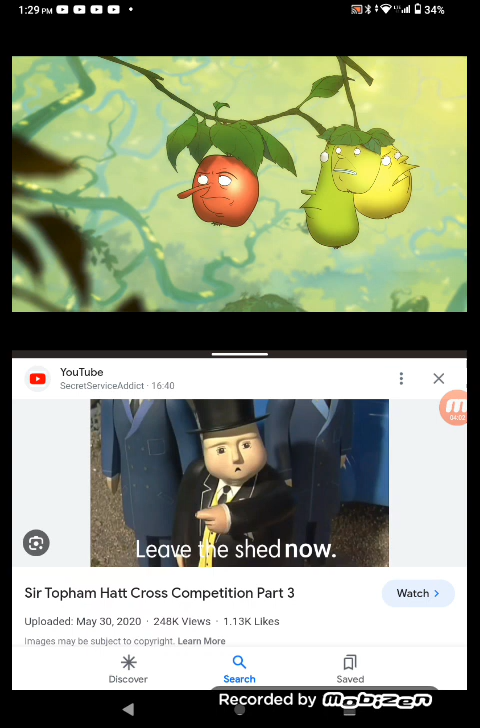 1:29 PM
34%
YouTube
SecretServiceAddict · 16:40
04:02
Leave the shed now.
Sir Topham Hatt Cross Competition Part 3
Watch
Uploaded: May 30, 2020 · 248K Views · 1.13K Likes
Images may be subject to copyright. Learn More
Discover
Search
Saved
Recorded by Mobizen